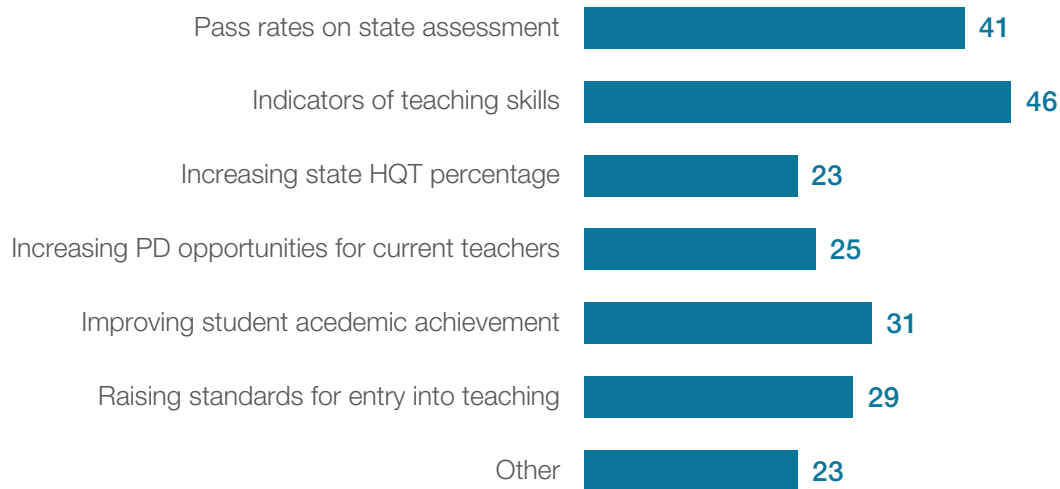 Pass rates on state assessment 41
Indicators of teaching skills 46
Increasing state HQT percentage 23
Increasing PD opportunities for current teachers 25
Improving student acedemic achievement 31
Raising standards for entry into teaching 29
Other 23